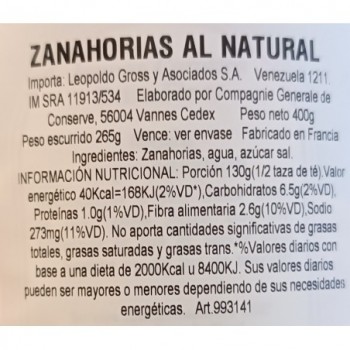 ZANAHORIAS AL NATURAL
Importa: Leopoldo Gross y Asociados S.A. Venezuela 1211
IM SRA 11913/534 Elaborado por Compagnie Generale de
Conserve, 56004 Vannes Cedex Peso neto 400g
Peso escurrido 265g Vence: ver envase Fabricado en Francia
Ingredientes: Zanahorias, agua, azúcar sal.
INFORMACIÓN NUTRICIONAL: Porción 130g(1/2 taza de té).Valor
energético 40Kcal=168KJ(2%VD*),Carbohidratos 6.5g(2%VD),
Proteínas 1.0g(1%VD),Fibra alimentaria 2.6g(10%VD),Sodio
273mg(11%VD). No aporta cantidades significativas de grasas
totales, grasas saturadas y grasas trans.*%Valores diarios con
base a una dieta de 2000Kcal u 8400KJ. Sus valores diarios
pueden ser mayores o menores dependiendo de sus necesidades
energéticas. Art.993141